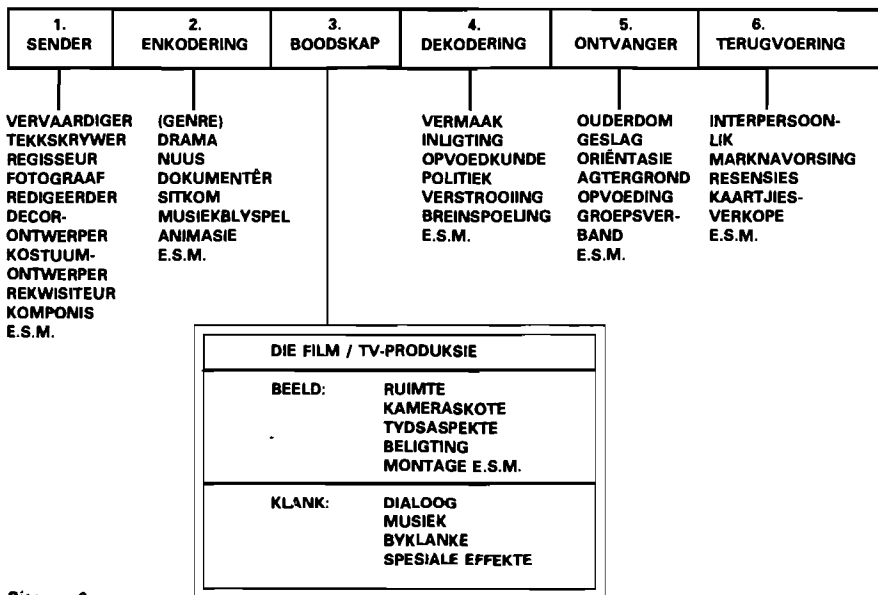 1. 2. 3. 4. 5. 6.
SENDER ENKODERING BOODSKAP DEKODERING ONTVANGER TERUGVOERING
VERVAARDIGER
TEKKSKRYWER
REGISSEUR
FOTOGRAAF
REDIGEERDER
DECOR-
ONTWERPER
KOSTUUM-
ONTWERPER
REKWISITEUR
KOMPONIS
E.S.M.
(GENRE)
DRAMA
NUUS
DOKUMENTÊR
SITKOM
MUSIEKBLYSPEL
ANIMASIE
E.S.M.
VERMAAK
INLIGTING
OPVOEDKUNDE
POLITIEK
VERSTROOIING
BREINSPOELING
E.S.M.
OUDERDOM
GESLAG
ORIËNTASIE
AGTERGROND
OPVOEDING
GROEPSVER-
BAND
E.S.M.
INTERPERSOON-
LIK
MARKNAVORSING
RESENSIES
KAARTJIES-
VERKOPE
E.S.M.
DIE FILM / TV-PRODUKSIE
BEELD: RUIMTE
KAMERASKOTE
TYDSASPEKTE
BELIGTING
MONTAGE E.S.M.
KLANK: DIALOOG
MUSIEK
BYKLANKE
SPESIALE EFFEKTE